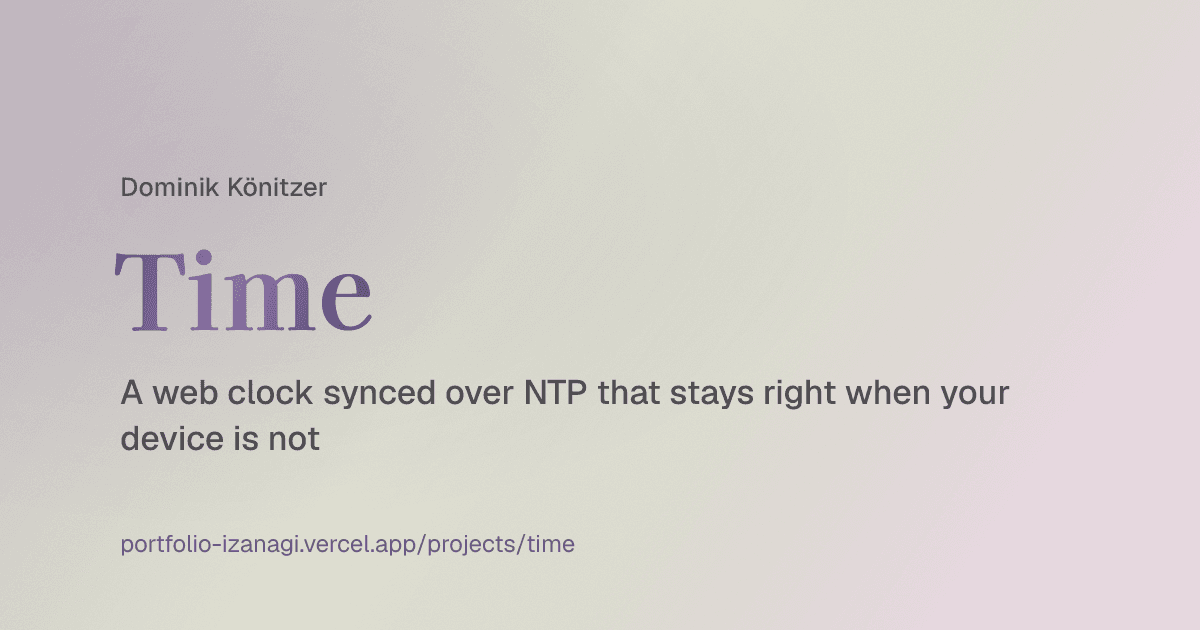 Dominik Könitzer
Time
A web clock synced over NTP that stays right when your
device is not
portfolio-izanagi.vercel.app/projects/time